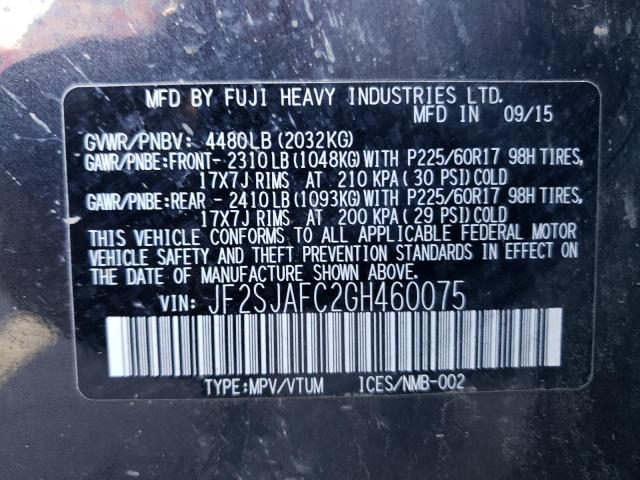 MFD BY FUJI HEAVY INDUSTRIES LTD.
MFD IN 09/15
GVWR/PNBV: 4480LB(2032KG)
GAWR/PNBE:FRONT- 2310LB(1048KG)WITH P225/60R17 98H TIRES,
17X7J RIMS AT 210 KPA(30 PSI)COLD
GAWR/PNBE:REAR - 2410LB(1093KG)WITH P225/60R17 98H TIRES,
17X7J RIMS AT 200 KPA(29 PSI)COLD
THIS VEHICLE CONFORMS TO ALL APPLICABLE FEDERAL MOTOR
VEHICLE SAFETY AND THEFT PREVENTION STANDARDS IN EFFECT ON
THE DATE OF MANUFACTURE SHOWN ABOVE.
VIN: JF2SJAFC2GH460075
TYPE:MPV/VTUM ICES/NMB-002